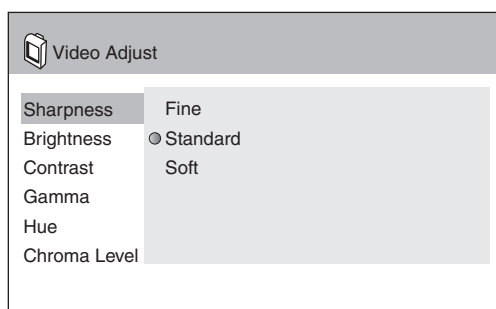 Video Adjust
Sharpness Fine
Brightness Standard
Contrast Soft
Gamma
Hue
Chroma Level